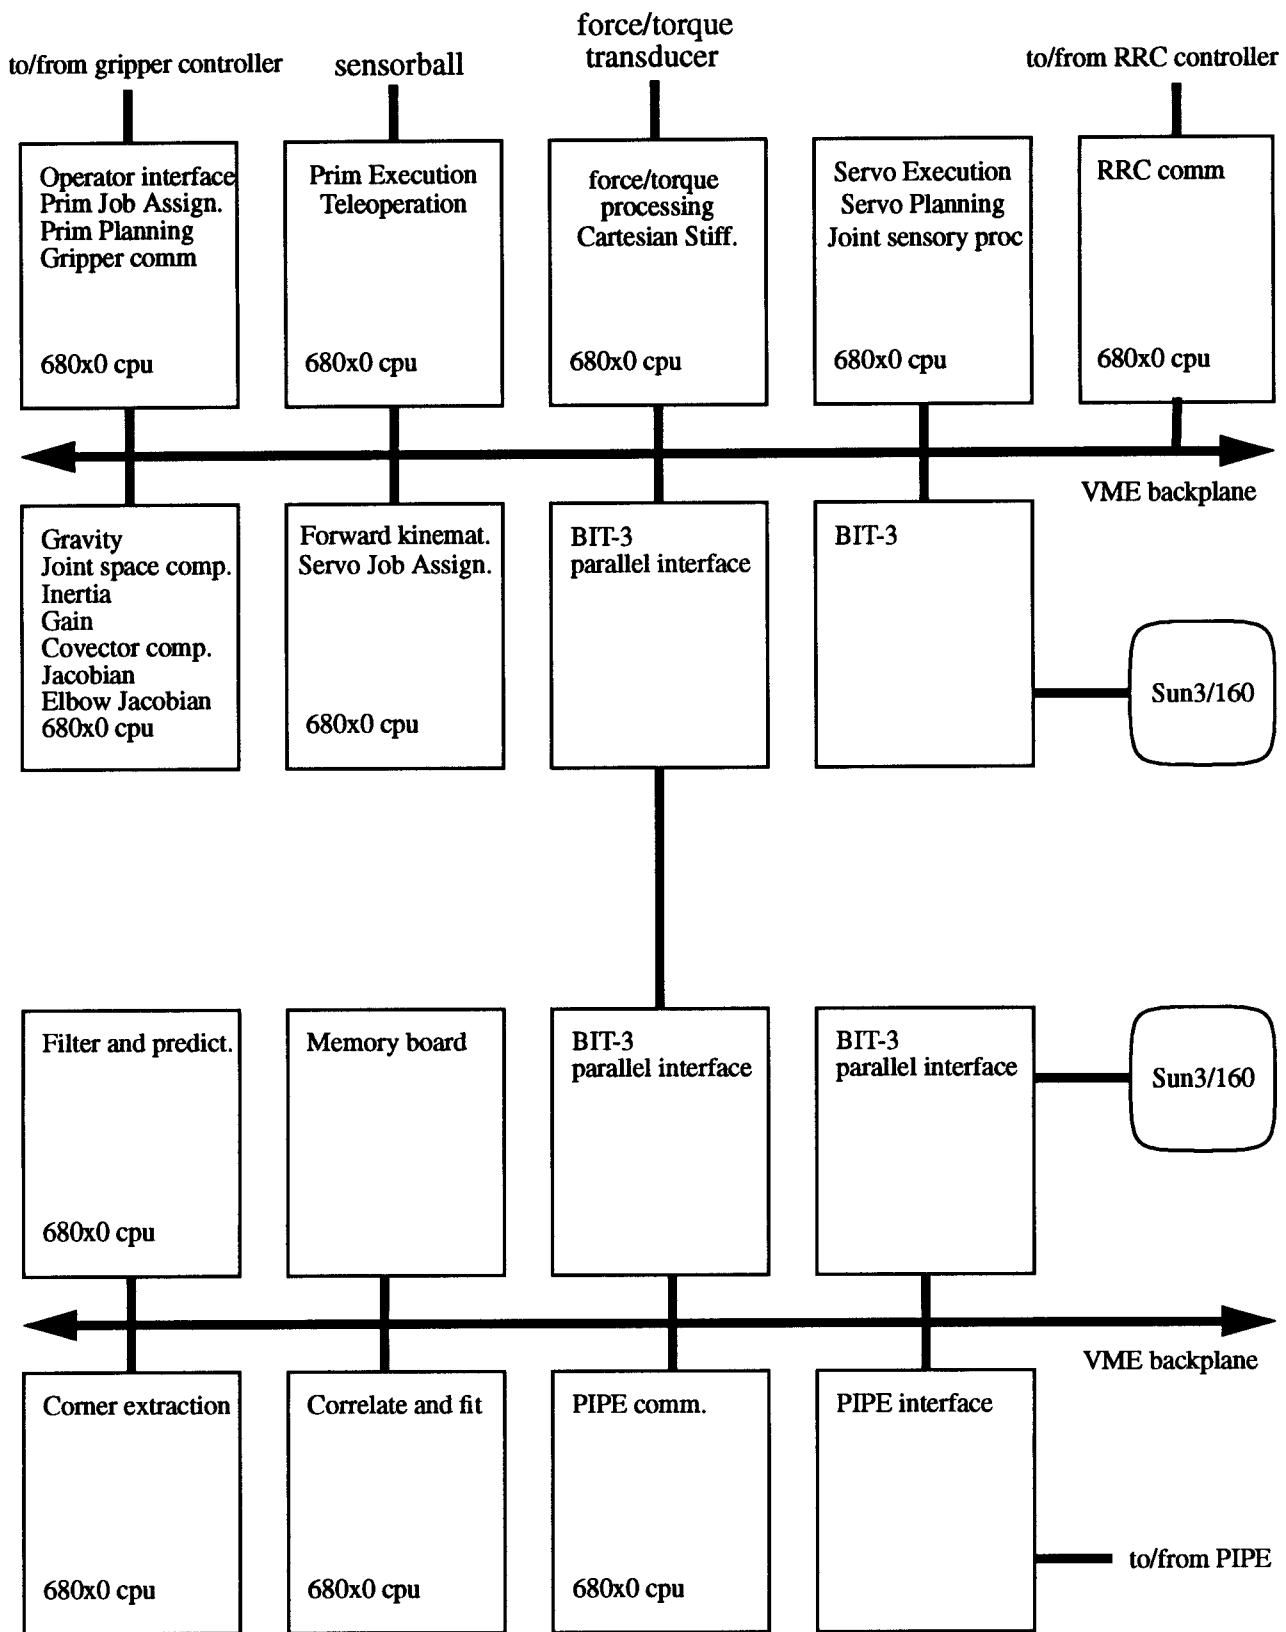 force/torque
transducer
to/from gripper controller
sensorball
to/from RRC controller
Operator interface
Prim Job Assign.
Prim Planning
Gripper comm
680x0 cpu
Prim Execution
Teleoperation
680x0 cpu
force/torque
processing
Cartesian Stiff.
680x0 cpu
Servo Execution
Servo Planning
Joint sensory proc
680x0 cpu
RRC comm
680x0 cpu
VME backplane
Gravity
Joint space comp.
Inertia
Gain
Covector comp.
Jacobian
Elbow Jacobian
680x0 cpu
Forward kinemat.
Servo Job Assign.
680x0 cpu
BIT-3
parallel interface
BIT-3
Sun3/160
Filter and predict.
680x0 cpu
Memory board
BIT-3
parallel interface
BIT-3
parallel interface
Sun3/160
VME backplane
Corner extraction
680x0 cpu
Correlate and fit
680x0 cpu
PIPE comm.
680x0 cpu
PIPE interface
to/from PIPE